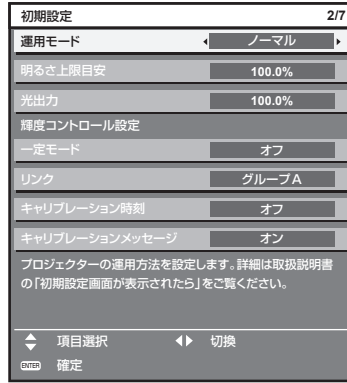 初期設定 2/7
運用モード ノーマル
明るさ上限目安 100.0%
光出力 100.0%
輝度コントロール設定
一定モード オフ
リンク グループA
キャリブレーション時刻 オフ
キャリブレーションメッセージ オン
プロジェクターの運用方法を設定します。詳細は取扱説明書
の「初期設定画面が表示されたら」をご覧ください。
項目選択 切換
ENTER 確定